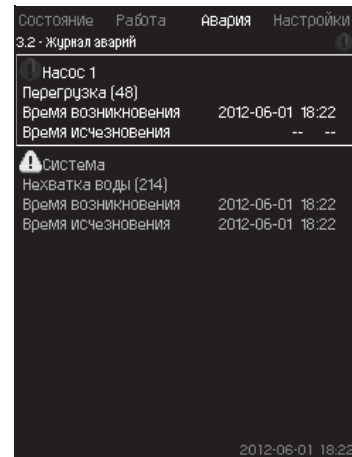 Состояние Работа Авария Настройки
3.2 - Журнал аварий
Насос 1
Перегрузка (48)
Время возникновения 2012-06-01 18:22
Время исчезновения -- --
Система
Нехватка воды (214)
Время возникновения 2012-06-01 18:22
Время исчезновения 2012-06-01 18:22
2012-06-01 18:22